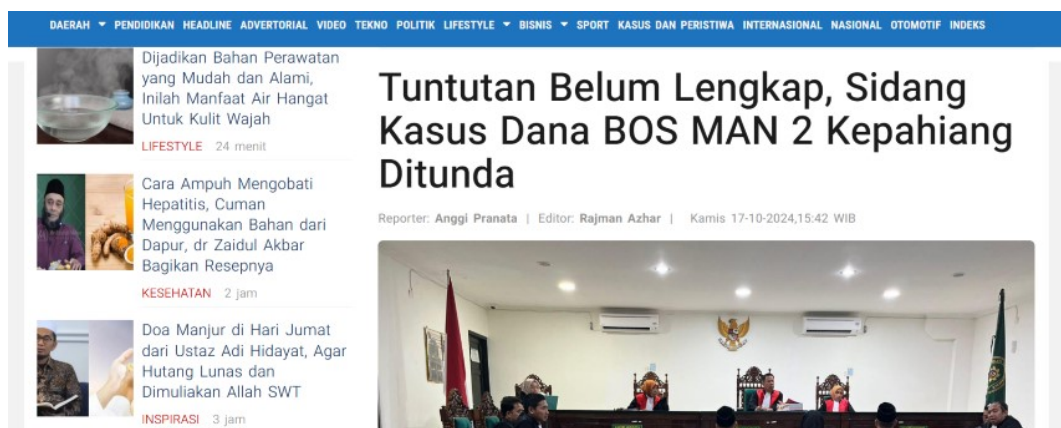 DAERAH PENDIDIKAN HEADLINE ADVERTORIAL VIDEO TEKNO POLITIK LIFESTYLE BISNIS SPORT KASUS DAN PERISTIWA INTERNASIONAL NASIONAL OTOMOTIF INDEKS
Dijadikan Bahan Perawatan
yang Mudah dan Alami,
Inilah Manfaat Air Hangat
Untuk Kulit Wajah
LIFESTYLE 24 menit
Cara Ampuh Mengobati
Hepatitis, Cuman
Menggunakan Bahan dari
Dapur, dr Zaidul Akbar
Bagikan Resepnya
KESEHATAN 2 jam
Doa Manjur di Hari Jumat
dari Ustaz Adi Hidayat, Agar
Hutang Lunas dan
Dimuliakan Allah SWT
INSPIRASI 3 jam
Tuntutan Belum Lengkap, Sidang
Kasus Dana BOS MAN 2 Kepahiang
Ditunda
Reporter: Anggi Pranata | Editor: Rajman Azhar | Kamis 17-10-2024,15:42 WIB